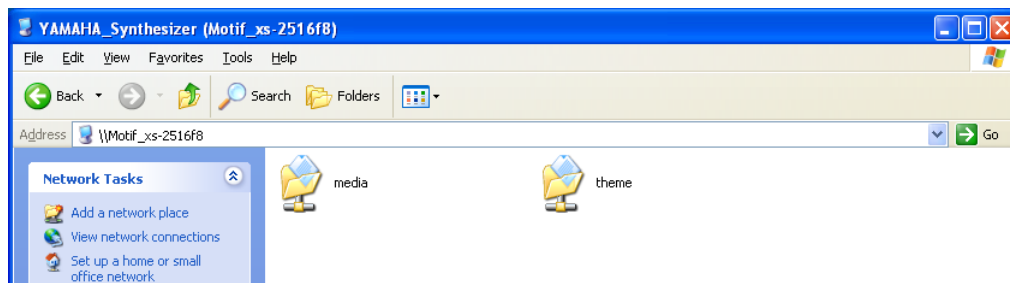 YAMAHA_Synthesizer (Motif_xs-2516f8)
File Edit View Favorites Tools Help
Back Search Folders
Address \\Motif_xs-2516f8 Go
Network Tasks
media theme
Add a network place
View network connections
Set up a home or small
office network